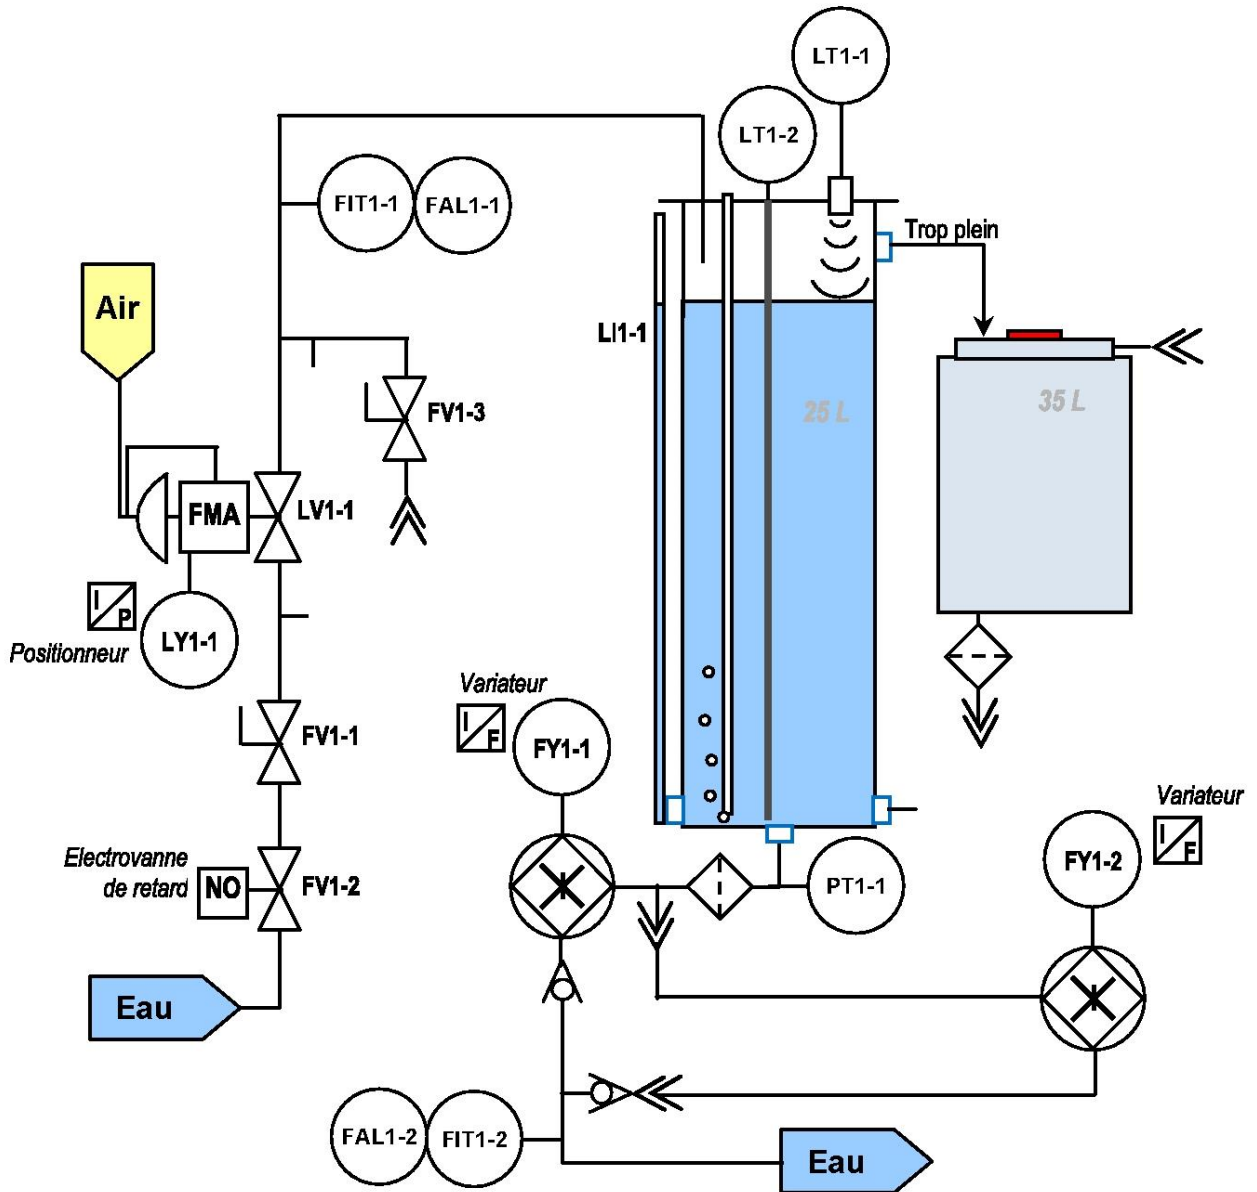 LT1-1
LT1-2
FIT1-1
FAL1-1
Trop plein
Air
LI1-1
25 L
35 L
FV1-3
FMA
LV1-1
I
P
LY1-1
Positionneur
Variateur
I
F
FY1-1
FV1-1
Variateur
I
F
FY1-2
Electrovanne
de retard
NO
FV1-2
PT1-1
Eau
FAL1-2
FIT1-2
Eau